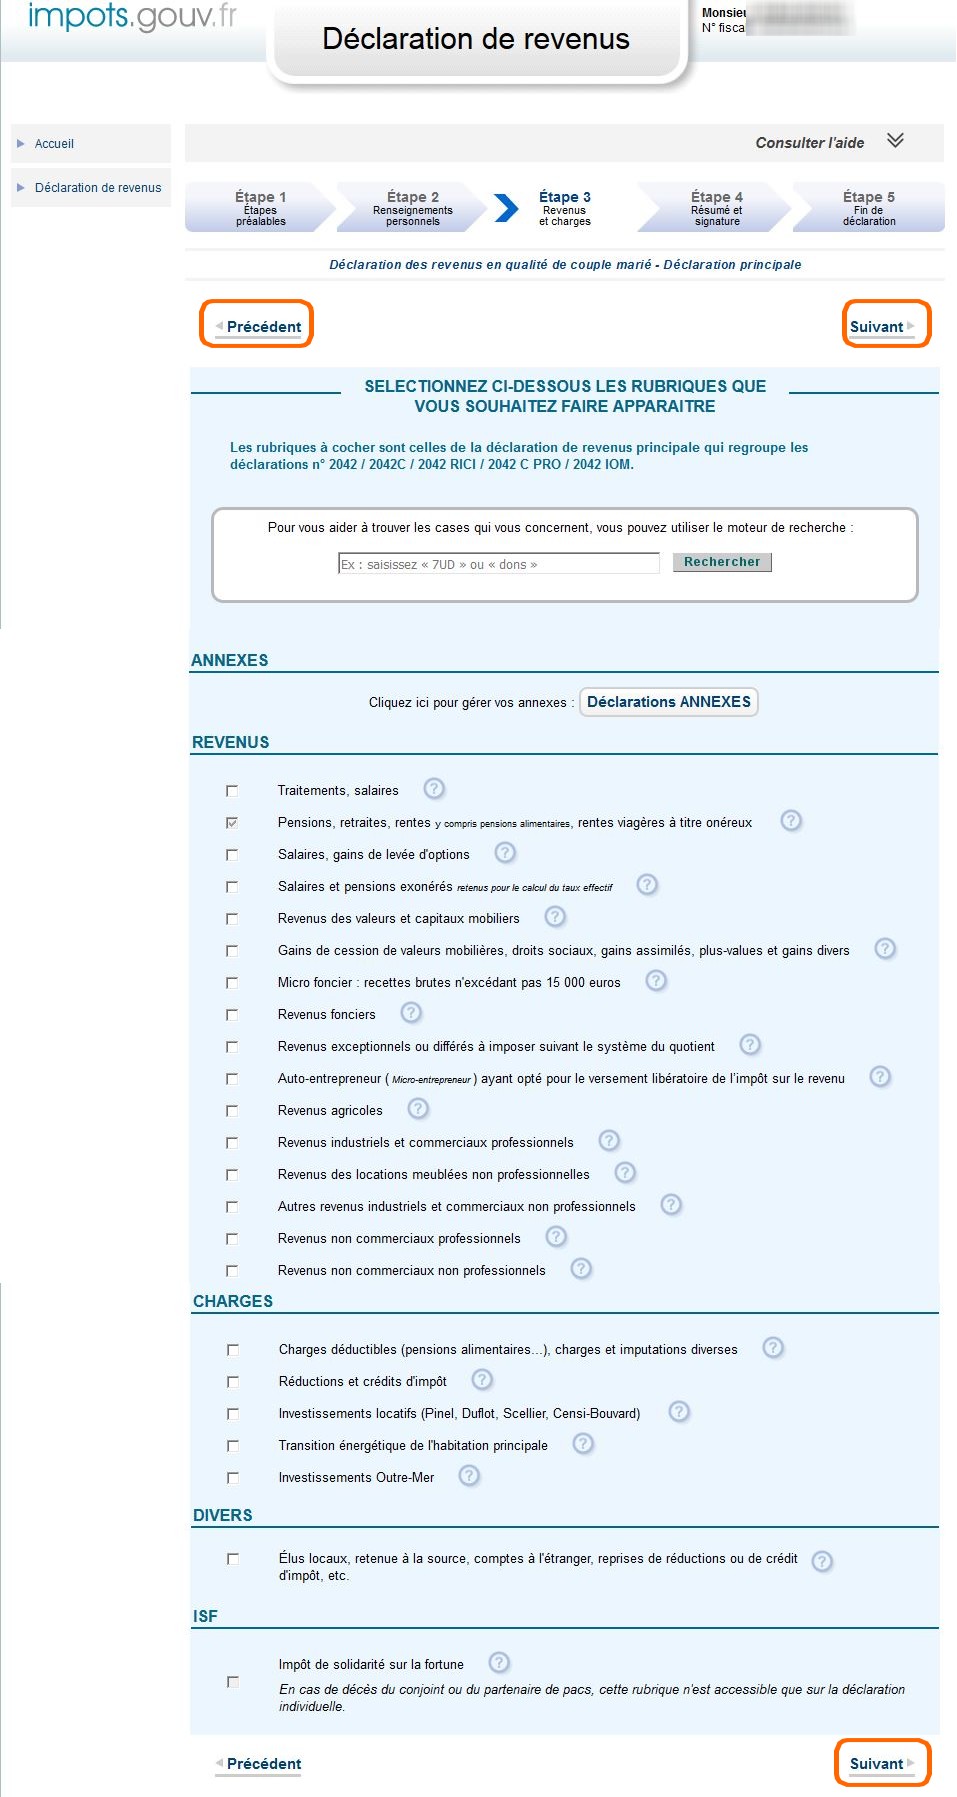 impots.gouv.fr
Déclaration de revenus
Monsieu
N° fisca
Accueil
Déclaration de revenus
Consulter l'aide
Étape 1
Étapes
préalables
Étape 2
Renseignements
personnels
Étape 3
Revenus
et charges
Étape 4
Résumé et
signature
Étape 5
Fin de
déclaration
Déclaration des revenus en qualité de couple marié - Déclaration principale
Précédent
Suivant
SELECTIONNEZ CI-DESSOUS LES RUBRIQUES QUE
VOUS SOUHAITEZ FAIRE APPARAITRE
Les rubriques à cocher sont celles de la déclaration de revenus principale qui regroupe les
déclarations n° 2042 / 2042C / 2042 RICI / 2042 C PRO / 2042 IOM.
Pour vous aider à trouver les cases qui vous concernent, vous pouvez utiliser le moteur de recherche :
Ex : saisissez « 7UD » ou « dons »
Rechercher
ANNEXES
Cliquez ici pour gérer vos annexes : Déclarations ANNEXES
REVENUS
Traitements, salaires ?
Pensions, retraites, rentes y compris pensions alimentaires, rentes viagères à titre onéreux ?
Salaires, gains de levée d'options ?
Salaires et pensions exonérés retenus pour le calcul du taux effectif ?
Revenus des valeurs et capitaux mobiliers ?
Gains de cession de valeurs mobilières, droits sociaux, gains assimilés, plus-values et gains divers ?
Micro foncier : recettes brutes n'excédant pas 15 000 euros ?
Revenus fonciers ?
Revenus exceptionnels ou différés à imposer suivant le système du quotient ?
Auto-entrepreneur ( Micro-entrepreneur ) ayant opté pour le versement libératoire de l'impôt sur le revenu ?
Revenus agricoles ?
Revenus industriels et commerciaux professionnels ?
Revenus des locations meublées non professionnelles ?
Autres revenus industriels et commerciaux non professionnels ?
Revenus non commerciaux professionnels ?
Revenus non commerciaux non professionnels ?
CHARGES
Charges déductibles (pensions alimentaires...), charges et imputations diverses ?
Réductions et crédits d'impôt ?
Investissements locatifs (Pinel, Duflot, Scellier, Censi-Bouvard) ?
Transition énergétique de l'habitation principale ?
Investissements Outre-Mer ?
DIVERS
Élus locaux, retenue à la source, comptes à l'étranger, reprises de réductions ou de crédit ?
d'impôt, etc.
ISF
Impôt de solidarité sur la fortune ?
En cas de décès du conjoint ou du partenaire de pacs, cette rubrique n'est accessible que sur la déclaration
individuelle.
Précédent
Suivant